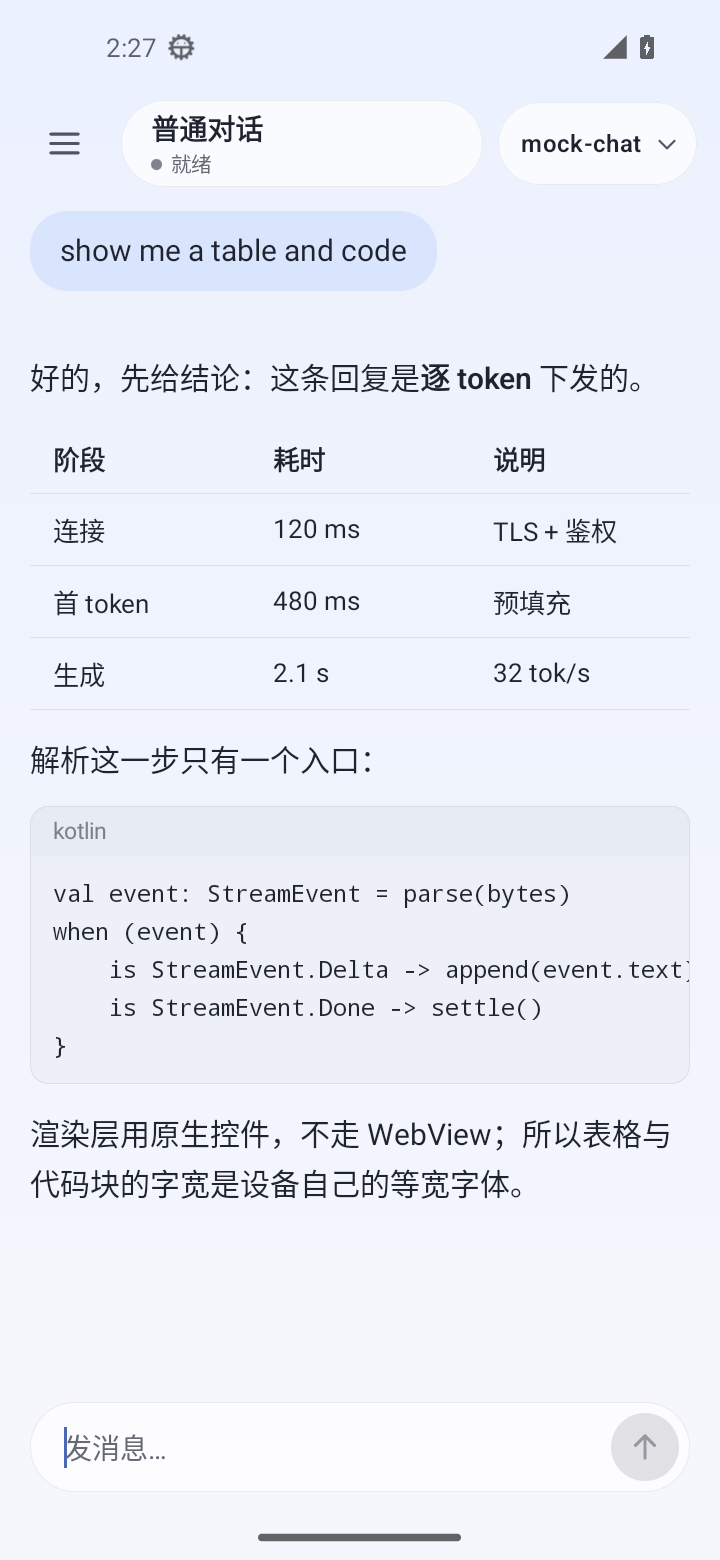 2:27
普通对话
就绪
mock-chat
show me a table and code
好的，先给结论：这条回复是逐 token 下发的。
阶段 耗时 说明
连接 120 ms TLS + 鉴权
首 token 480 ms 预填充
生成 2.1 s 32 tok/s
解析这一步只有一个入口：
kotlin
val event: StreamEvent = parse(bytes)
when (event) {
    is StreamEvent.Delta -> append(event.text)
    is StreamEvent.Done -> settle()
}
渲染层用原生控件，不走 WebView；所以表格与
代码块的字宽是设备自己的等宽字体。
发消息…